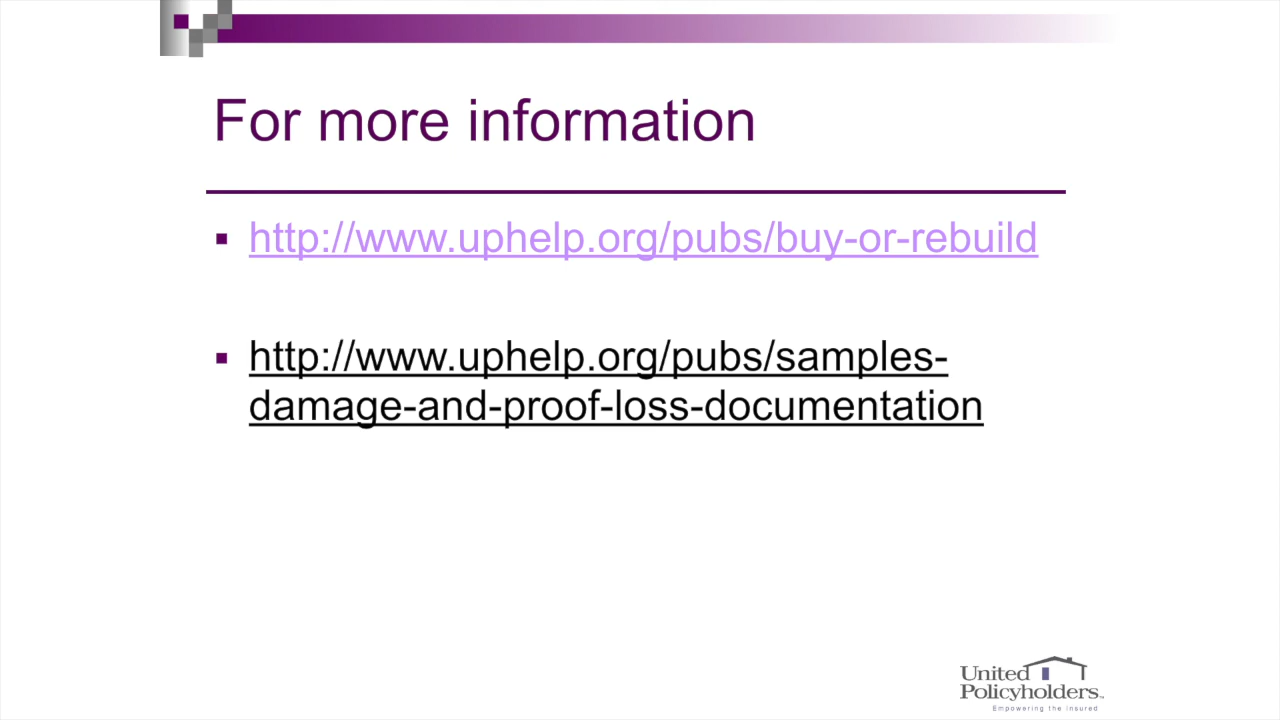 For more information
http://www.uphelp.org/pubs/buy-or-rebuild
http://www.uphelp.org/pubs/samples-
damage-and-proof-loss-documentation
United
Policyholders™
Empowering the Insured